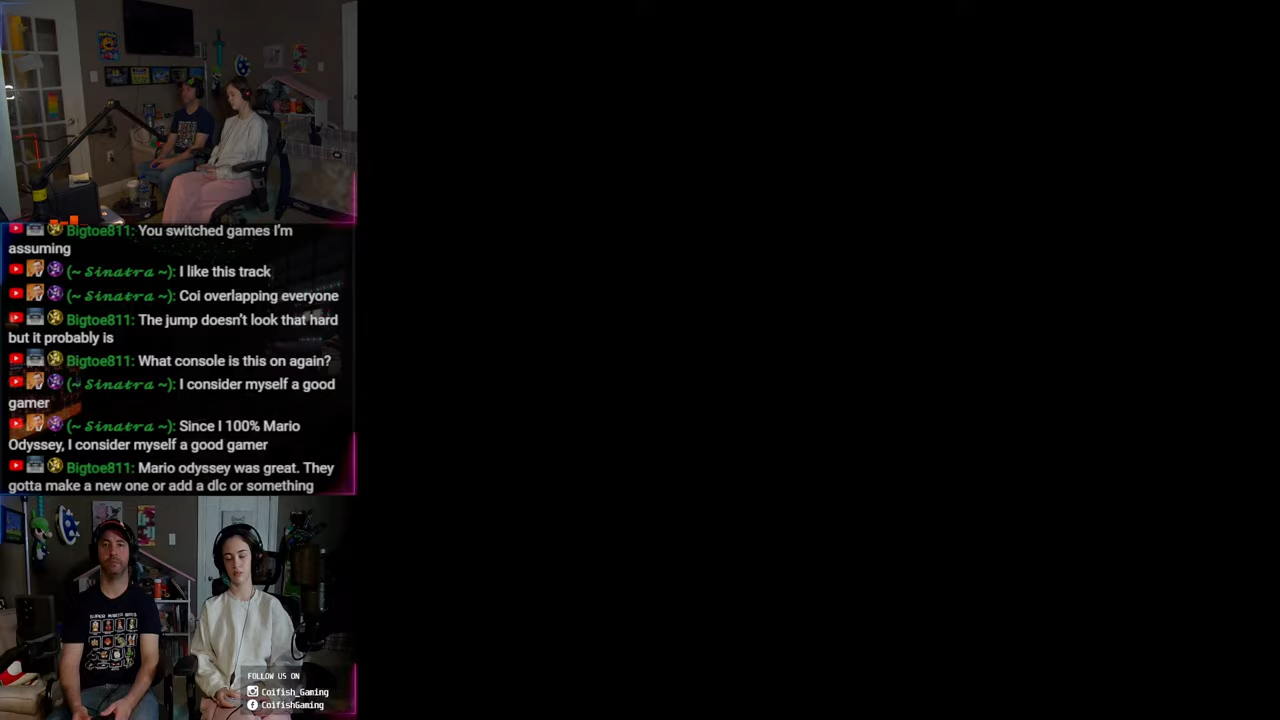 Bigtoe811: You switched games I'm
assuming
(~ 𝓢𝓲𝓷𝓪𝓽𝓻𝓪 ~): I like this track
(~ 𝓢𝓲𝓷𝓪𝓽𝓻𝓪 ~): Coi overlapping everyone
Bigtoe811: The jump doesn't look that hard
but it probably is
Bigtoe811: What console is this on again?
(~ 𝓢𝓲𝓷𝓪𝓽𝓻𝓪 ~): I consider myself a good
gamer
(~ 𝓢𝓲𝓷𝓪𝓽𝓻𝓪 ~): Since I 100% Mario
Odyssey, I consider myself a good gamer
Bigtoe811: Mario odyssey was great. They
gotta make a new one or add a dlc or something
SUPER MARIO BROS
FOLLOW US ON
Coifish_Gaming
CoifishGaming